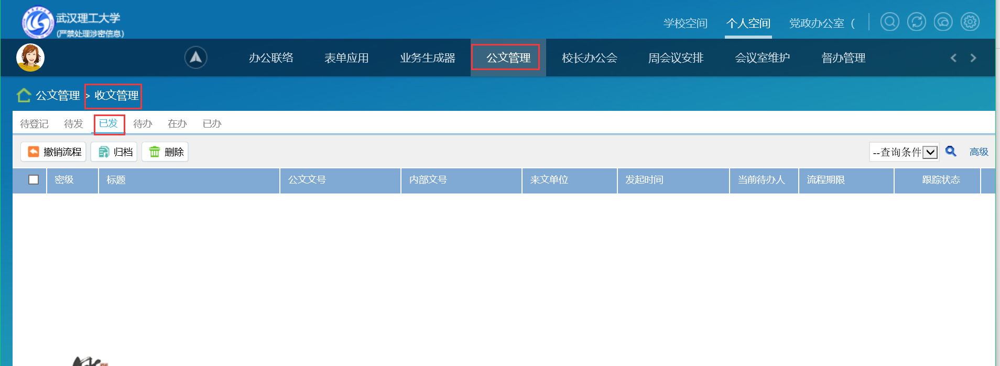 武汉理工大学
(严禁处理涉密信息)
学校空间 个人空间 党政办公室（
办公联络 表单应用 业务生成器 公文管理 校长办公会 周会议安排 会议室维护 督办管理
公文管理 > 收文管理
待登记 待发 已发 待办 在办 已办
撤销流程 归档 删除 --查询条件 高级
密级 标题 公文文号 内部文号 来文单位 发起时间 当前待办人 流程期限 跟踪状态